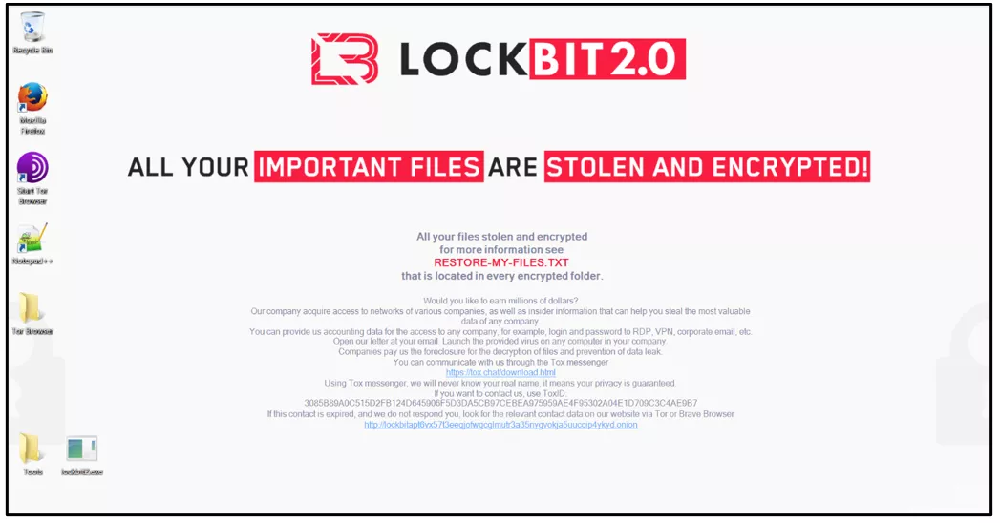 Recycle Bin
Mozilla
Firefox
Start Tor
Browser
Notepad++
Tor Browser
Tools
lockbit2.exe
LOCKBIT 2.0
ALL YOUR IMPORTANT FILES ARE STOLEN AND ENCRYPTED!
All your files stolen and encrypted
for more information see
RESTORE-MY-FILES.TXT
that is located in every encrypted folder.
Would you like to earn millions of dollars?
Our company acquire access to networks of various companies, as well as insider information that can help you steal the most valuable
data of any company.
You can provide us accounting data for the access to any company, for example, login and password to RDP, VPN, corporate email, etc.
Open our letter at your email. Launch the provided virus on any computer in your company.
Companies pay us the foreclosure for the decryption of files and prevention of data leak.
You can communicate with us through the Tox messenger
https://tox.chat/download.html
Using Tox messenger, we will never know your real name, it means your privacy is guaranteed.
If you want to contact us, use ToxID:
If this contact is expired, and we do not respond you, look for the relevant contact data on our website via Tor or Brave Browser